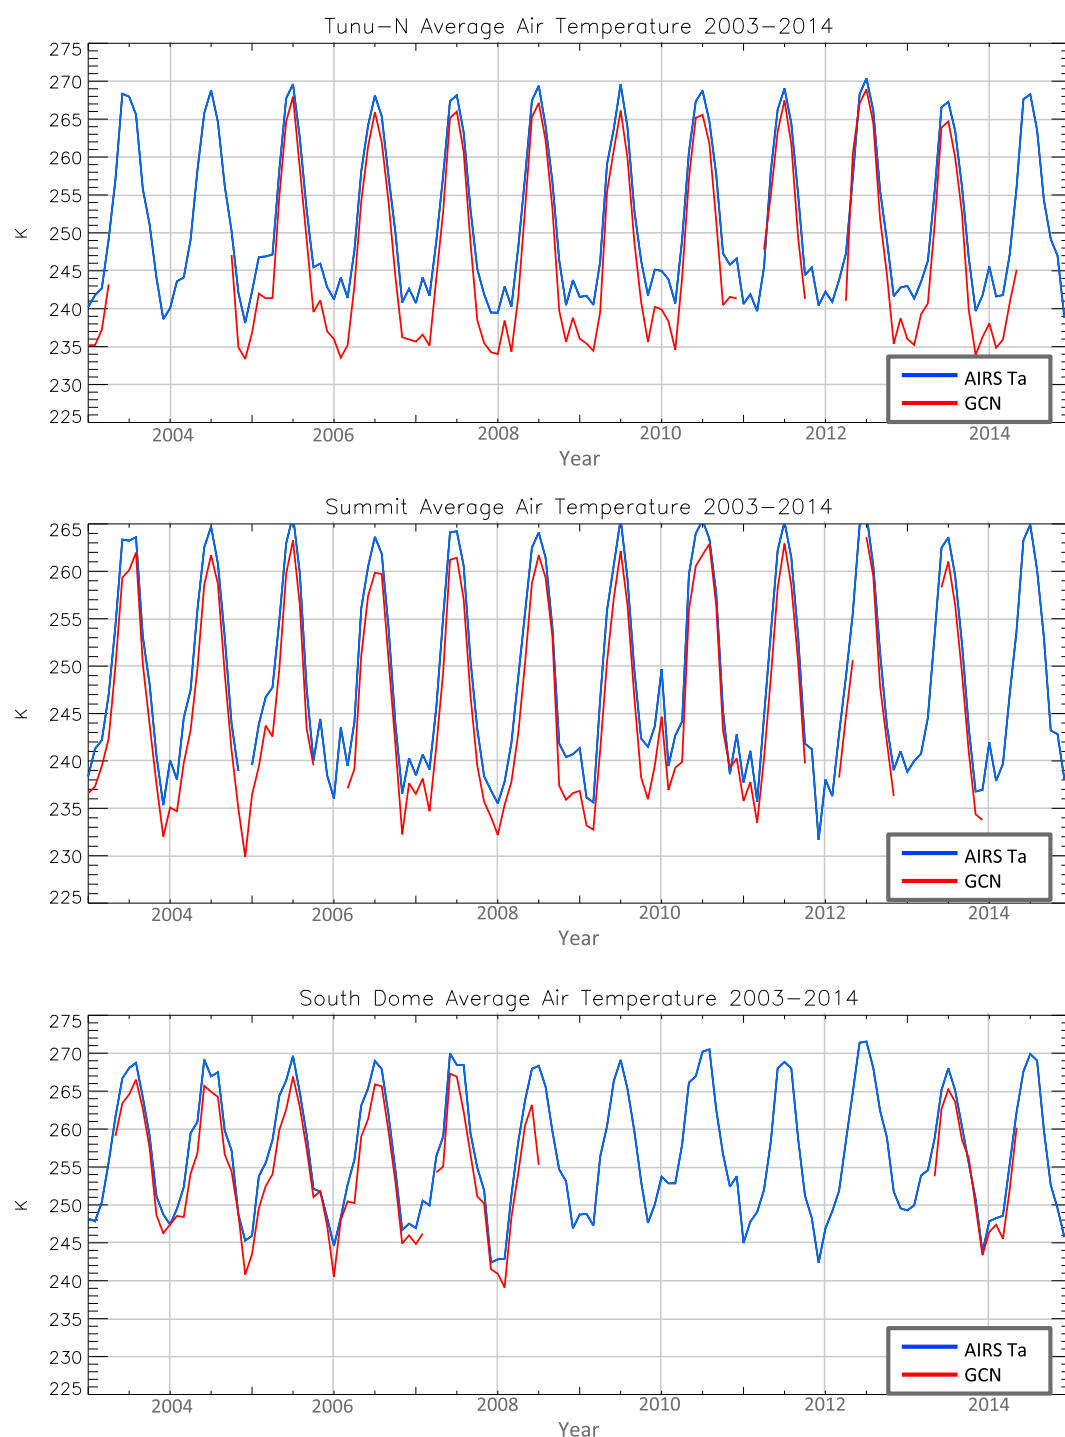 Tunu-N Average Air Temperature 2003-2014
275
270
265
260
255
250
245
240
235
230
225
K
AIRS Ta
GCN
2004 2006 2008 2010 2012 2014
Year
Summit Average Air Temperature 2003-2014
265
260
255
250
245
240
235
230
225
K
AIRS Ta
GCN
2004 2006 2008 2010 2012 2014
Year
South Dome Average Air Temperature 2003-2014
275
270
265
260
255
250
245
240
235
230
225
K
AIRS Ta
GCN
2004 2006 2008 2010 2012 2014
Year